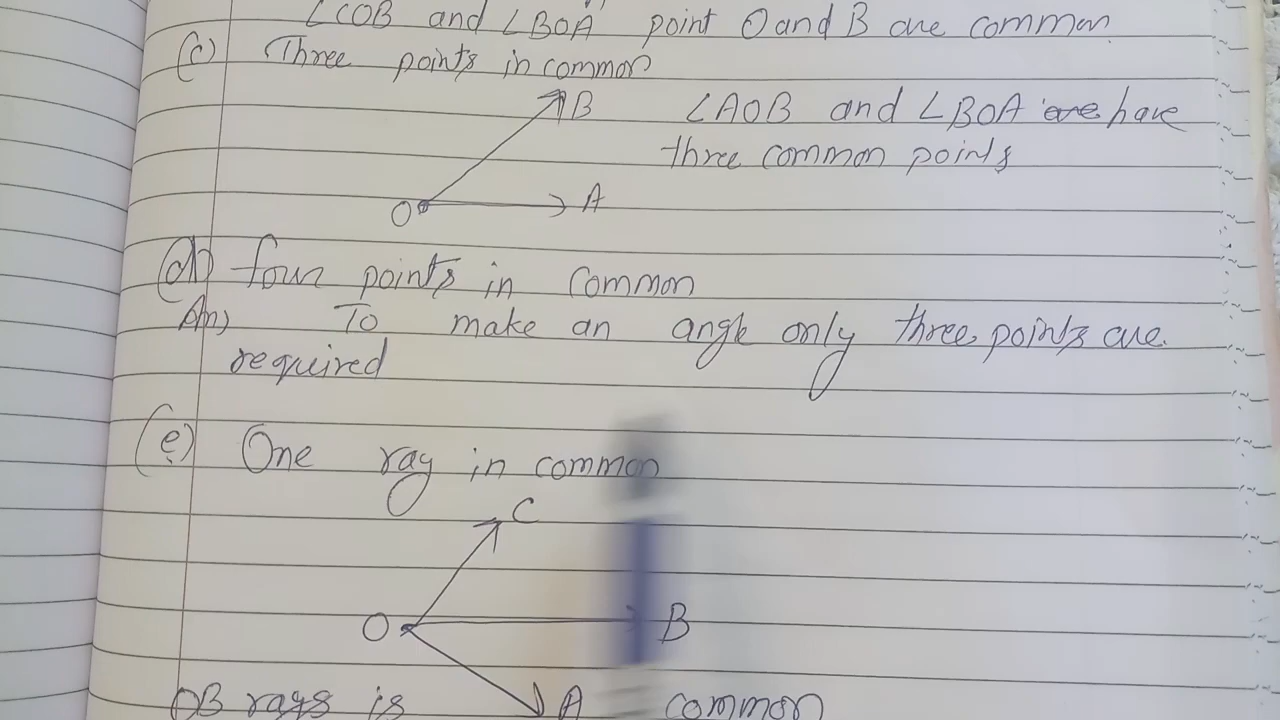 ∠COB and ∠BOA point O and B are common
(c) Three points in common
B ∠AOB and ∠BOA are have
three common points
O A
(d) four points in common
Ans) To make an angle only three points are
required
(e) One ray in common
C
O B
OB rays is A common